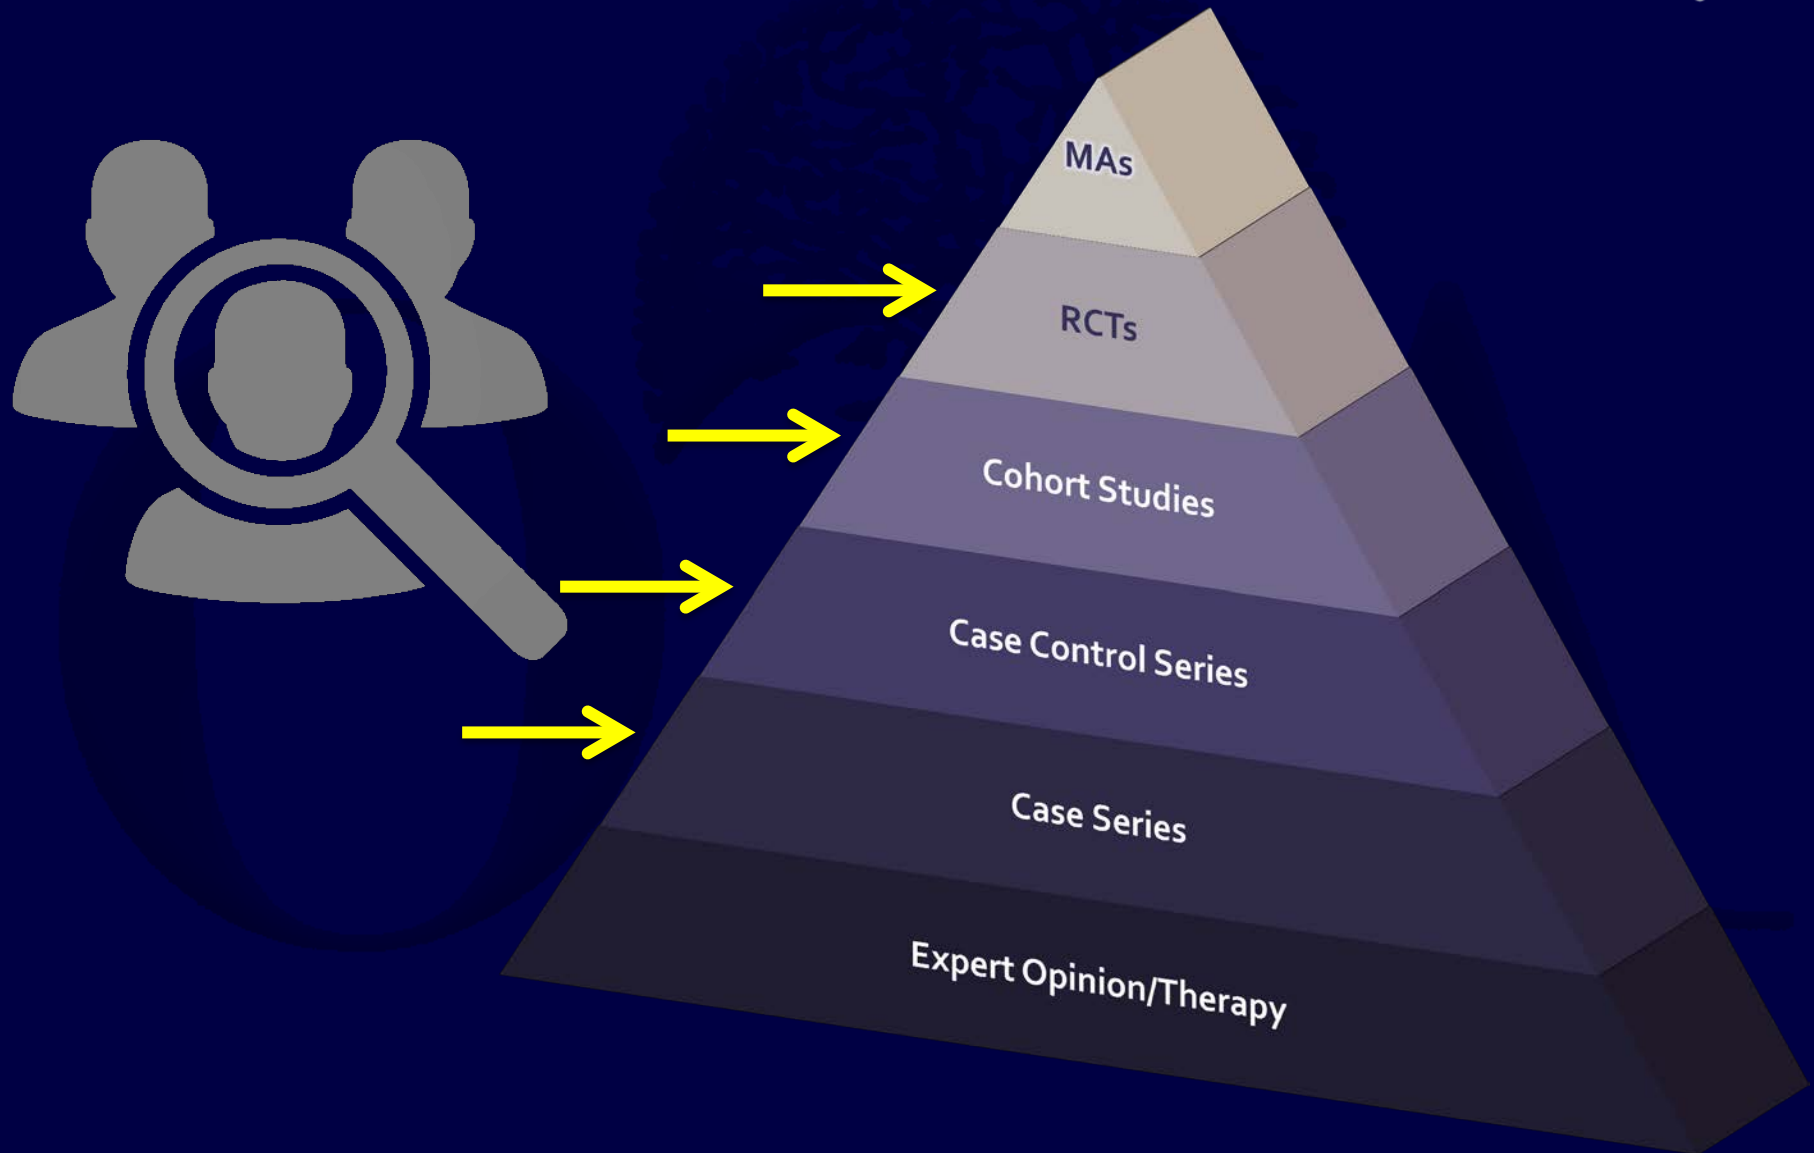 MAs
RCTs
Cohort Studies
Case Control Series
Case Series
Expert Opinion/Therapy